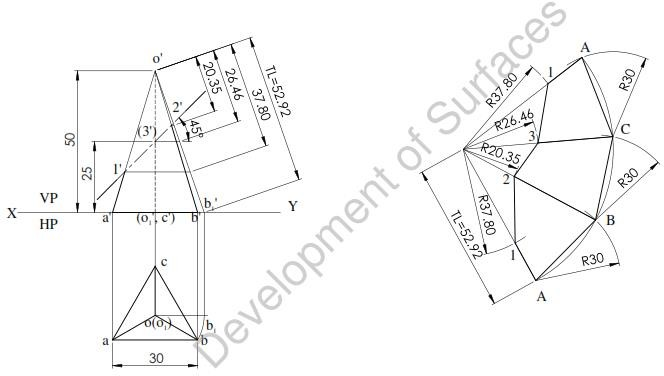 o'
20.35
26.46
37.80
TL=52.92
2'
45°
(3')
50
25
1'
VP
X
HP
a'
(o₁', c')
b'
b₁'
Y
c
o(o₁)
b₁
a
b
30
Development of Surfaces
A
1
R37.80
R30
R26.46
3
C
R20.35
2
R30
TL=52.92
R37.80
B
1
R30
A